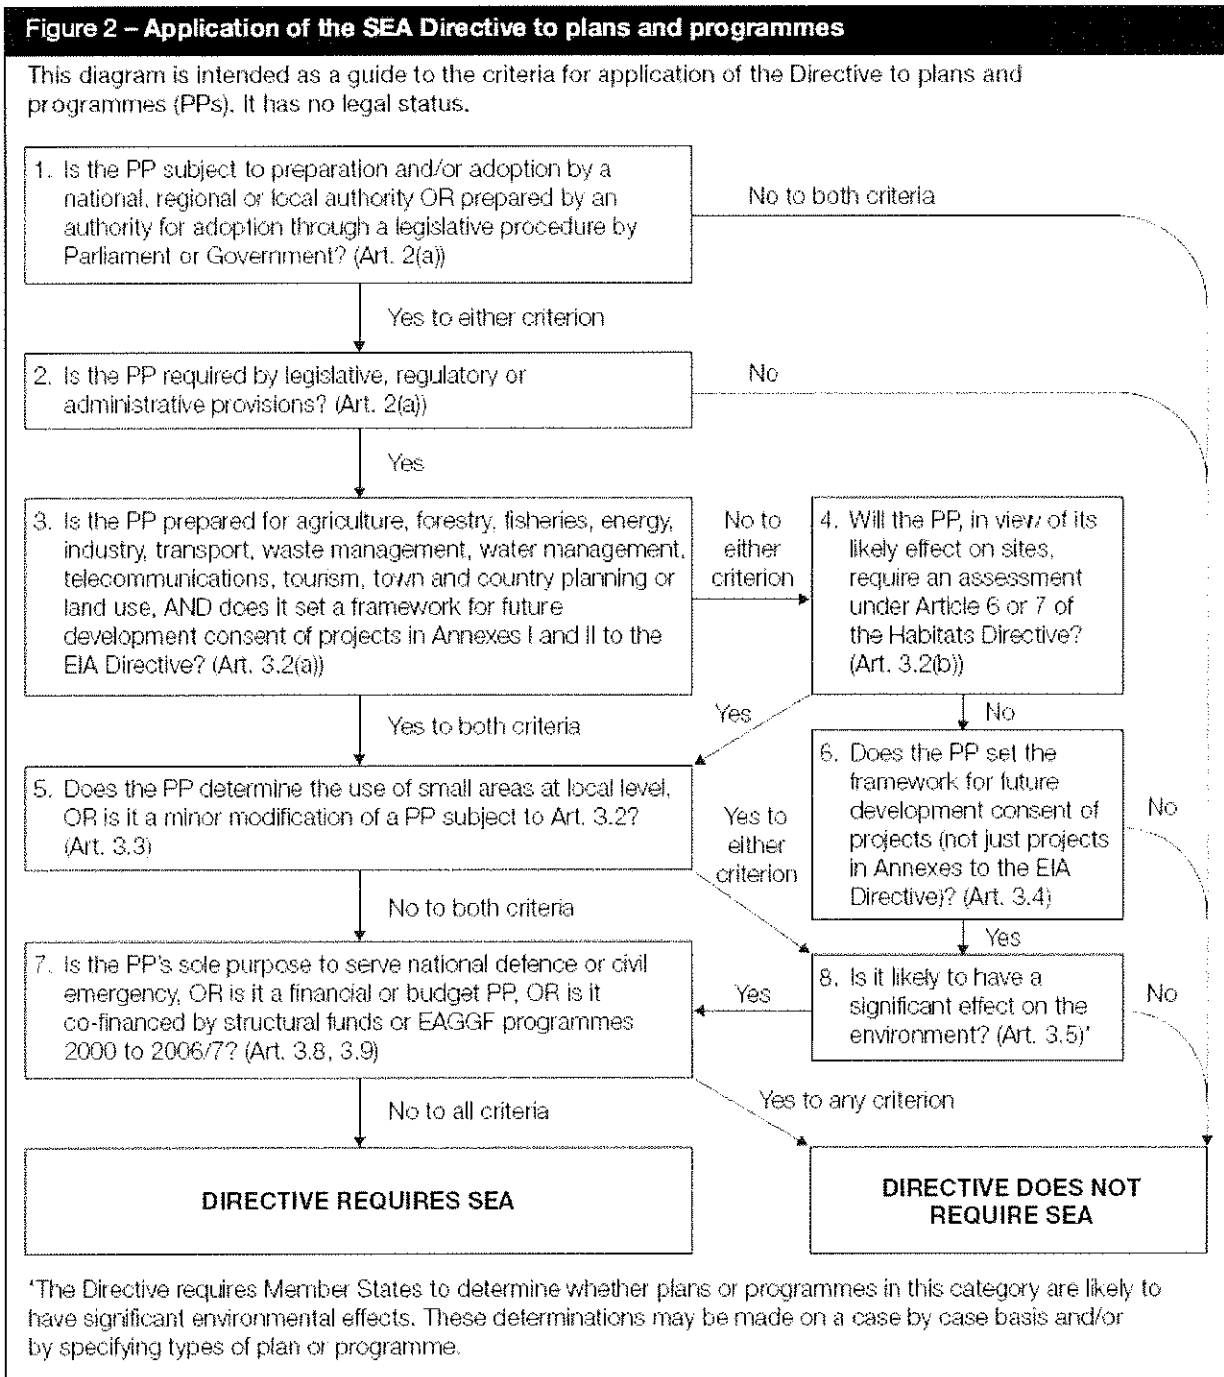 Figure 2 – Application of the SEA Directive to plans and programmes
This diagram is intended as a guide to the criteria for application of the Directive to plans and
programmes (PPs). It has no legal status.
1. Is the PP subject to preparation and/or adoption by a
national, regional or local authority OR prepared by an
authority for adoption through a legislative procedure by
Parliament or Government? (Art. 2(a))
No to both criteria
Yes to either criterion
2. Is the PP required by legislative, regulatory or
administrative provisions? (Art. 2(a))
No
Yes
3. Is the PP prepared for agriculture, forestry, fisheries, energy,
industry, transport, waste management, water management,
telecommunications, tourism, town and country planning or
land use, AND does it set a framework for future
development consent of projects in Annexes I and II to the
EIA Directive? (Art. 3.2(a))
No to
either
criterion
4. Will the PP, in view of its
likely effect on sites,
require an assessment
under Article 6 or 7 of
the Habitats Directive?
(Art. 3.2(b))
Yes to both criteria
Yes
No
5. Does the PP determine the use of small areas at local level,
OR is it a minor modification of a PP subject to Art. 3.2?
(Art. 3.3)
Yes to
either
criterion
6. Does the PP set the
framework for future
development consent of
projects (not just projects
in Annexes to the EIA
Directive)? (Art. 3.4)
No
No to both criteria
Yes
7. Is the PP's sole purpose to serve national defence or civil
emergency, OR is it a financial or budget PP, OR is it
co-financed by structural funds or EAGGF programmes
2000 to 2006/7? (Art. 3.8, 3.9)
Yes
8. Is it likely to have a
significant effect on the
environment? (Art. 3.5)*
No
No to all criteria
Yes to any criterion
DIRECTIVE REQUIRES SEA
DIRECTIVE DOES NOT
REQUIRE SEA
*The Directive requires Member States to determine whether plans or programmes in this category are likely to
have significant environmental effects. These determinations may be made on a case by case basis and/or
by specifying types of plan or programme.